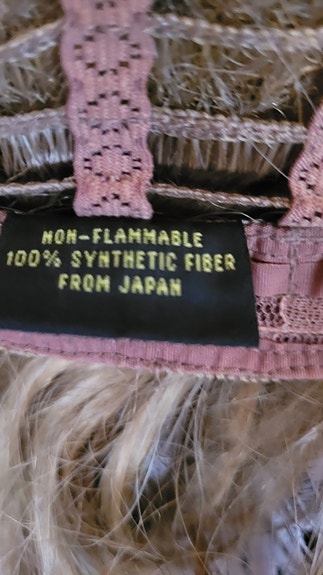 NON-FLAMMABLE
100% SYNTHETIC FIBER
FROM JAPAN